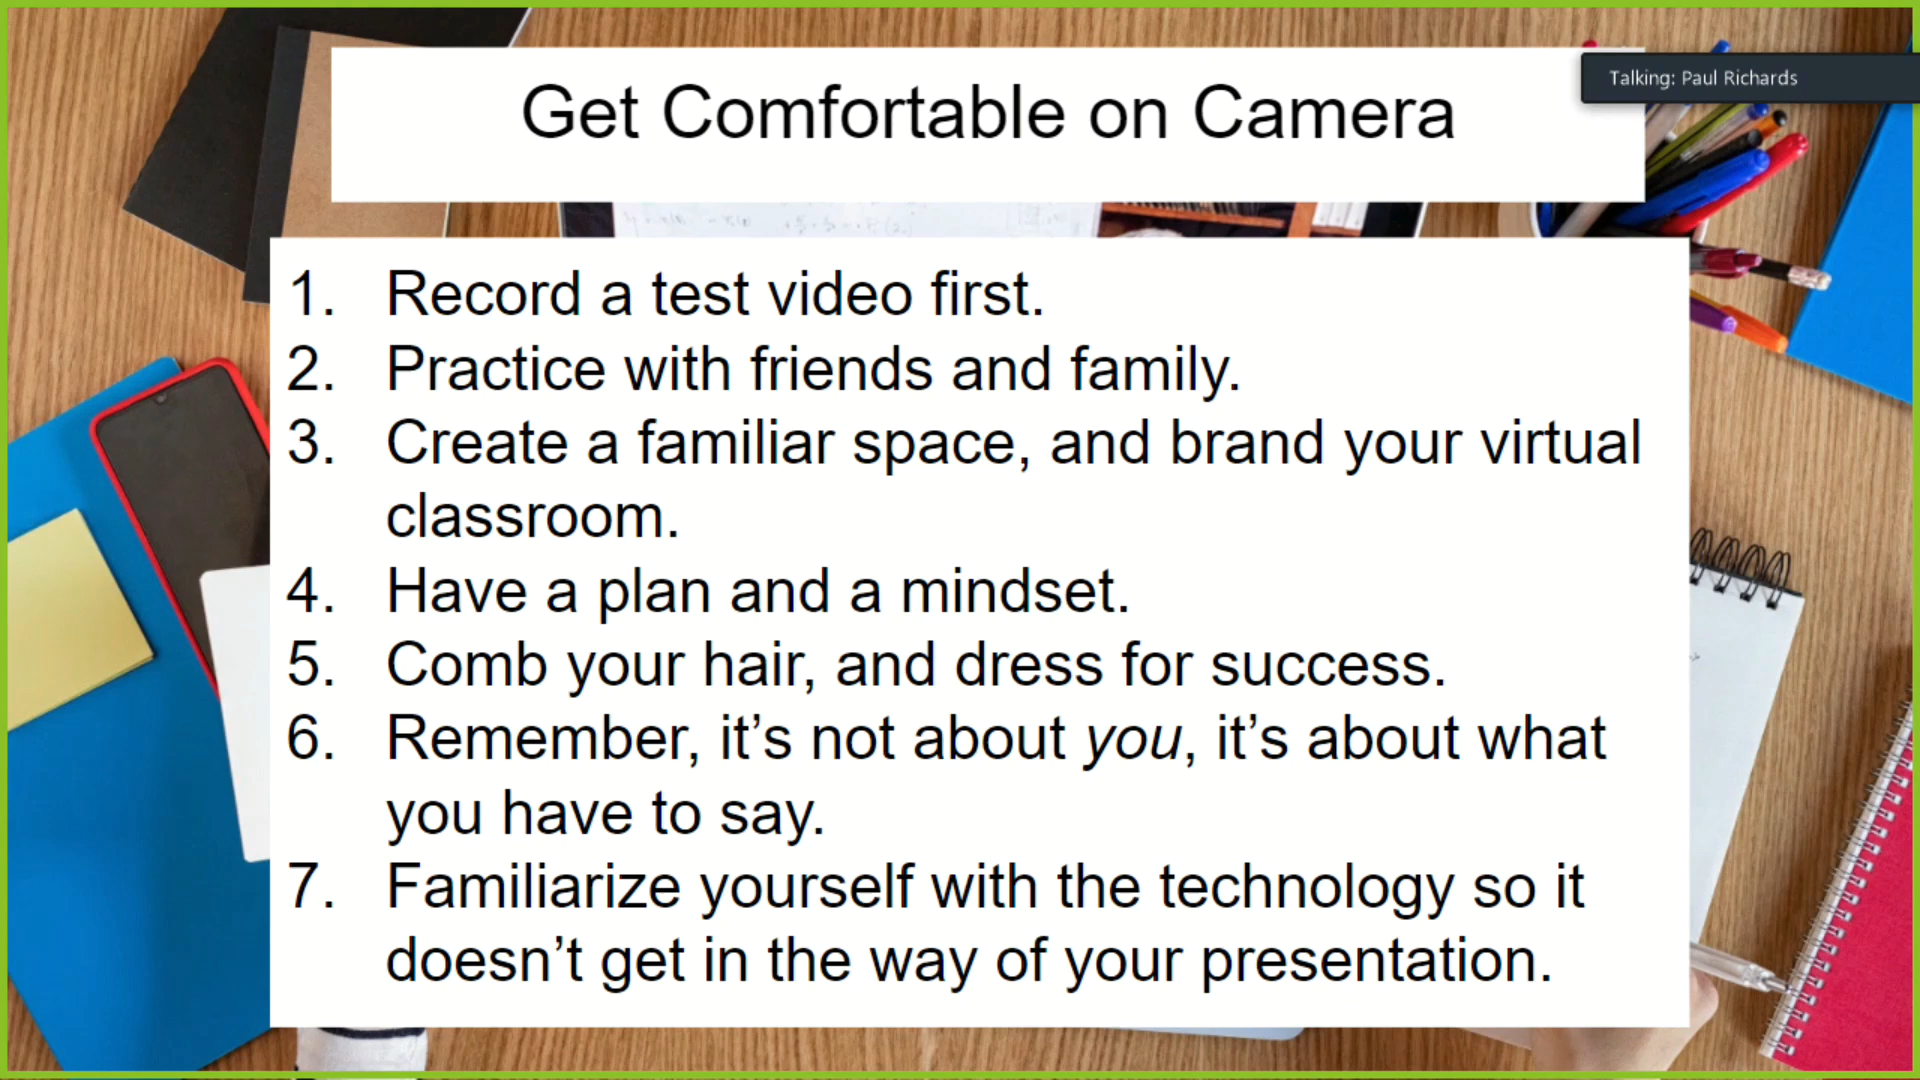 Get Comfortable on Camera
Talking: Paul Richards
1. Record a test video first.
2. Practice with friends and family.
3. Create a familiar space, and brand your virtual
classroom.
4. Have a plan and a mindset.
5. Comb your hair, and dress for success.
6. Remember, it’s not about you, it’s about what
you have to say.
7. Familiarize yourself with the technology so it
doesn’t get in the way of your presentation.